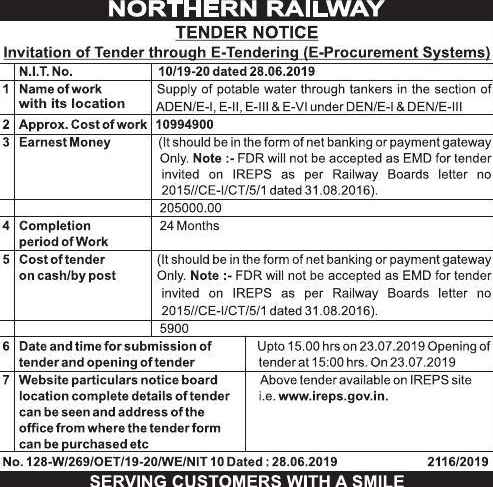 NORTHERN RAILWAY
TENDER NOTICE
Invitation of Tender through E-Tendering (E-Procurement Systems)
N.I.T. No. 10/19-20 dated 28.06.2019
1 Name of work with its location Supply of potable water through tankers in the section of
ADEN/E-I, E-II, E-III & E-VI under DEN/E-I & DEN/E-III
2 Approx. Cost of work 10994900
3 Earnest Money (It should be in the form of net banking or payment gateway
Only. Note :- FDR will not be accepted as EMD for tender
invited on IREPS as per Railway Boards letter no
2015//CE-I/CT/5/1 dated 31.08.2016).
205000.00
4 Completion 24 Months
period of Work
5 Cost of tender (It should be in the form of net banking or payment gateway
on cash/by post Only. Note :- FDR will not be accepted as EMD for tender
invited on IREPS as per Railway Boards letter no
2015//CE-I/CT/5/1 dated 31.08.2016).
5900
6 Date and time for submission of Upto 15.00 hrs on 23.07.2019 Opening of
tender and opening of tender tender at 15:00 hrs. On 23.07.2019
7 Website particulars notice board Above tender available on IREPS site
location complete details of tender i.e. www.ireps.gov.in.
can be seen and address of the
office from where the tender form
can be purchased etc
No. 128-W/269/OET/19-20/WE/NIT 10 Dated : 28.06.2019 2116/2019
SERVING CUSTOMERS WITH A SMILE